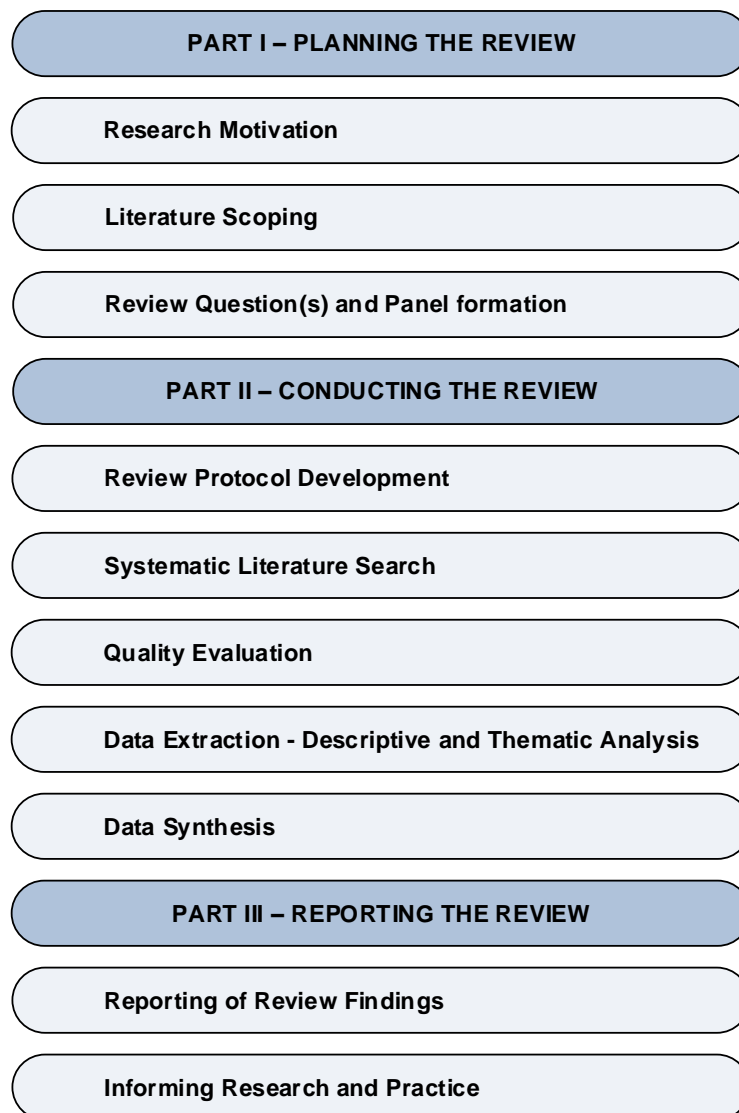 PART I – PLANNING THE REVIEW
Research Motivation
Literature Scoping
Review Question(s) and Panel formation
PART II – CONDUCTING THE REVIEW
Review Protocol Development
Systematic Literature Search
Quality Evaluation
Data Extraction - Descriptive and Thematic Analysis
Data Synthesis
PART III – REPORTING THE REVIEW
Reporting of Review Findings
Informing Research and Practice